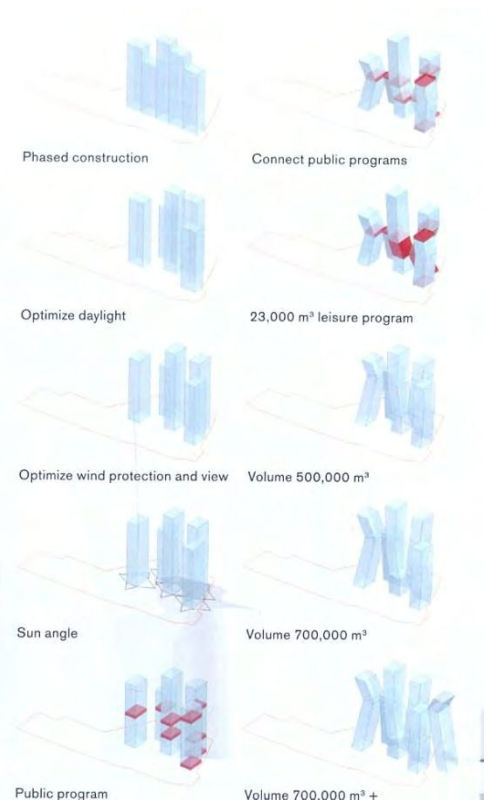 Phased construction
Connect public programs
Optimize daylight
23,000 m³ leisure program
Optimize wind protection and view
Volume 500,000 m³
Sun angle
Volume 700,000 m³
Public program
Volume 700,000 m³ +